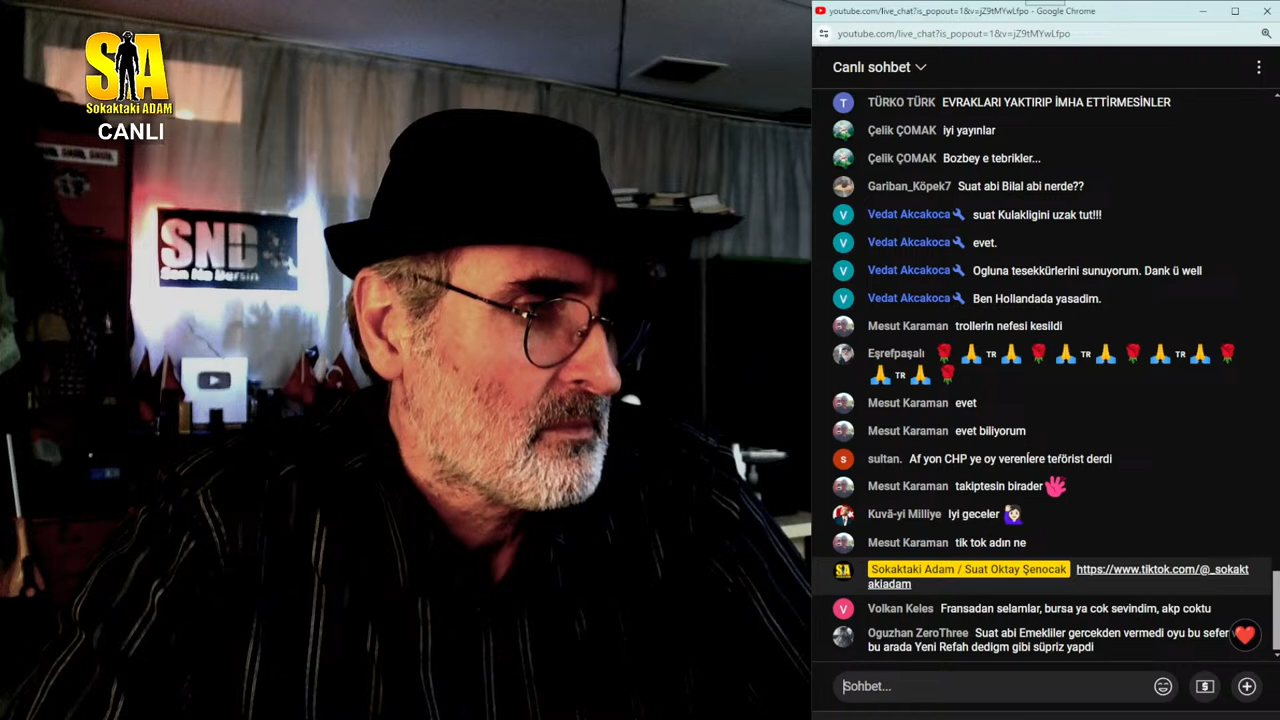 SA
Sokaktaki ADAM
CANLI
SND
Sen Ne Dersin
youtube.com/live_chat?is_popout=1&v=jZ9tMYwLfpo - Google Chrome
youtube.com/live_chat?is_popout=1&v=jZ9tMYwLfpo
Canlı sohbet
T TÜRKO TÜRK EVRAKLARI YAKTIRIP İMHA ETTİRMESİNLER
Çelik ÇOMAK iyi yayınlar
Çelik ÇOMAK Bozbey e tebrikler...
Gariban_Köpek7 Suat abi Bilal abi nerde??
V Vedat Akcakoca suat Kulakligini uzak tut!!!
V Vedat Akcakoca evet.
V Vedat Akcakoca Ogluna tesekkürlerini sunuyorum. Dank ü well
V Vedat Akcakoca Ben Hollandada yasadim.
Mesut Karaman trollerin nefesi kesildi
Eşrefpaşalı 🌹🙏🇹🇷🙏🌹🙏🇹🇷🙏🌹🙏🇹🇷🙏🌹
🙏🇹🇷🙏🌹
Mesut Karaman evet
Mesut Karaman evet biliyorum
s sultan. Af yon CHP ye oy verenlere terörist derdi
Mesut Karaman takiptesin birader
Kuvâ-yi Milliye Iyi geceler
Mesut Karaman tik tok adın ne
SA Sokaktaki Adam / Suat Oktay Şenocak https://www.tiktok.com/@_sokakt
akiadam
V Volkan Keles Fransadan selamlar, bursa ya cok sevindim, akp coktu
Oguzhan ZeroThree Suat abi Emekliler gercekden vermedi oyu bu sefer
bu arada Yeni Refah dedigm gibi süpriz yapdi
Sohbet...